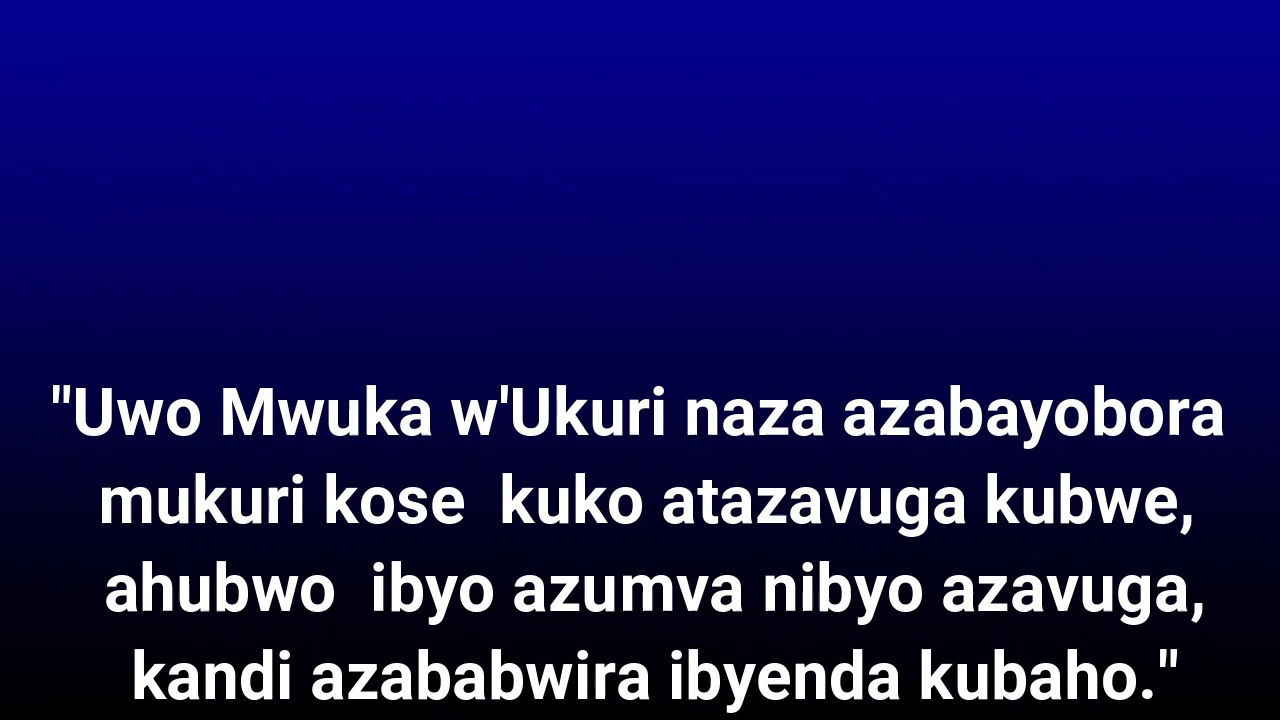 "Uwo Mwuka w'Ukuri naza azabayobora
mukuri kose  kuko atazavuga kubwe,
ahubwo  ibyo azumva nibyo azavuga,
kandi azababwira ibyenda kubaho."